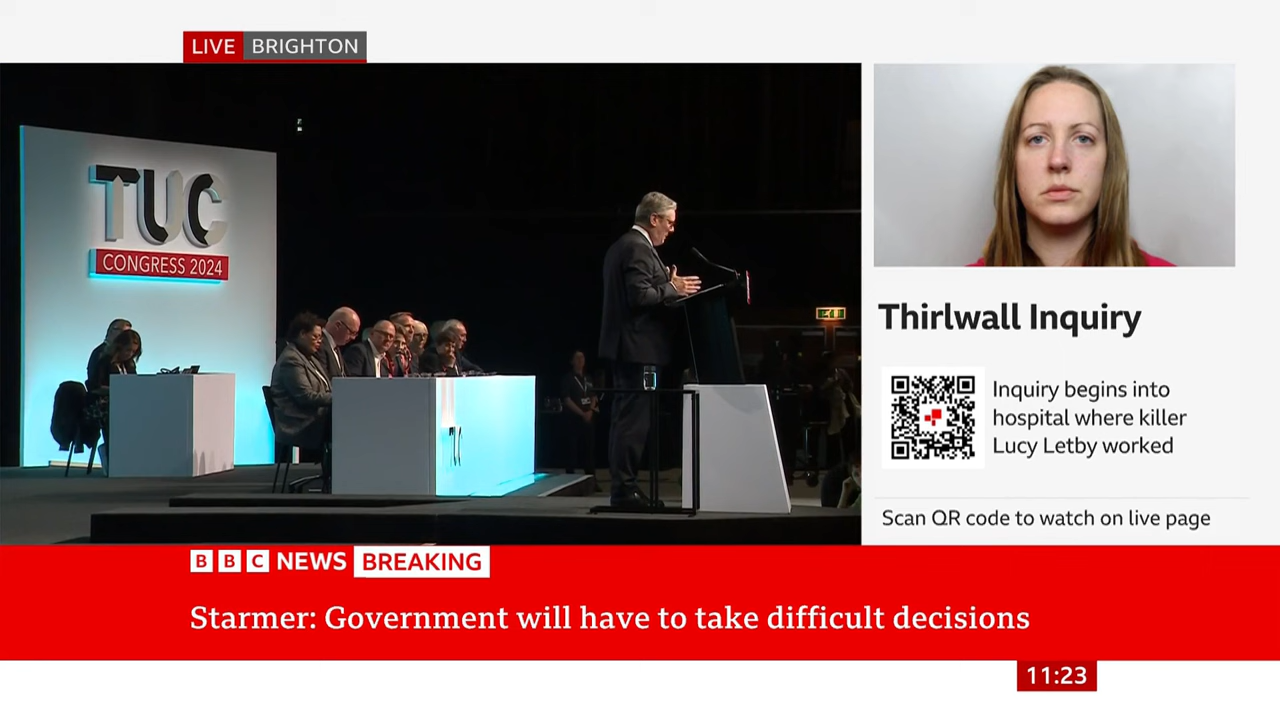 LIVE BRIGHTON
TUC
CONGRESS 2024
Thirlwall Inquiry
Inquiry begins into
hospital where killer
Lucy Letby worked
Scan QR code to watch on live page
BBC NEWS BREAKING
Starmer: Government will have to take difficult decisions
11:23